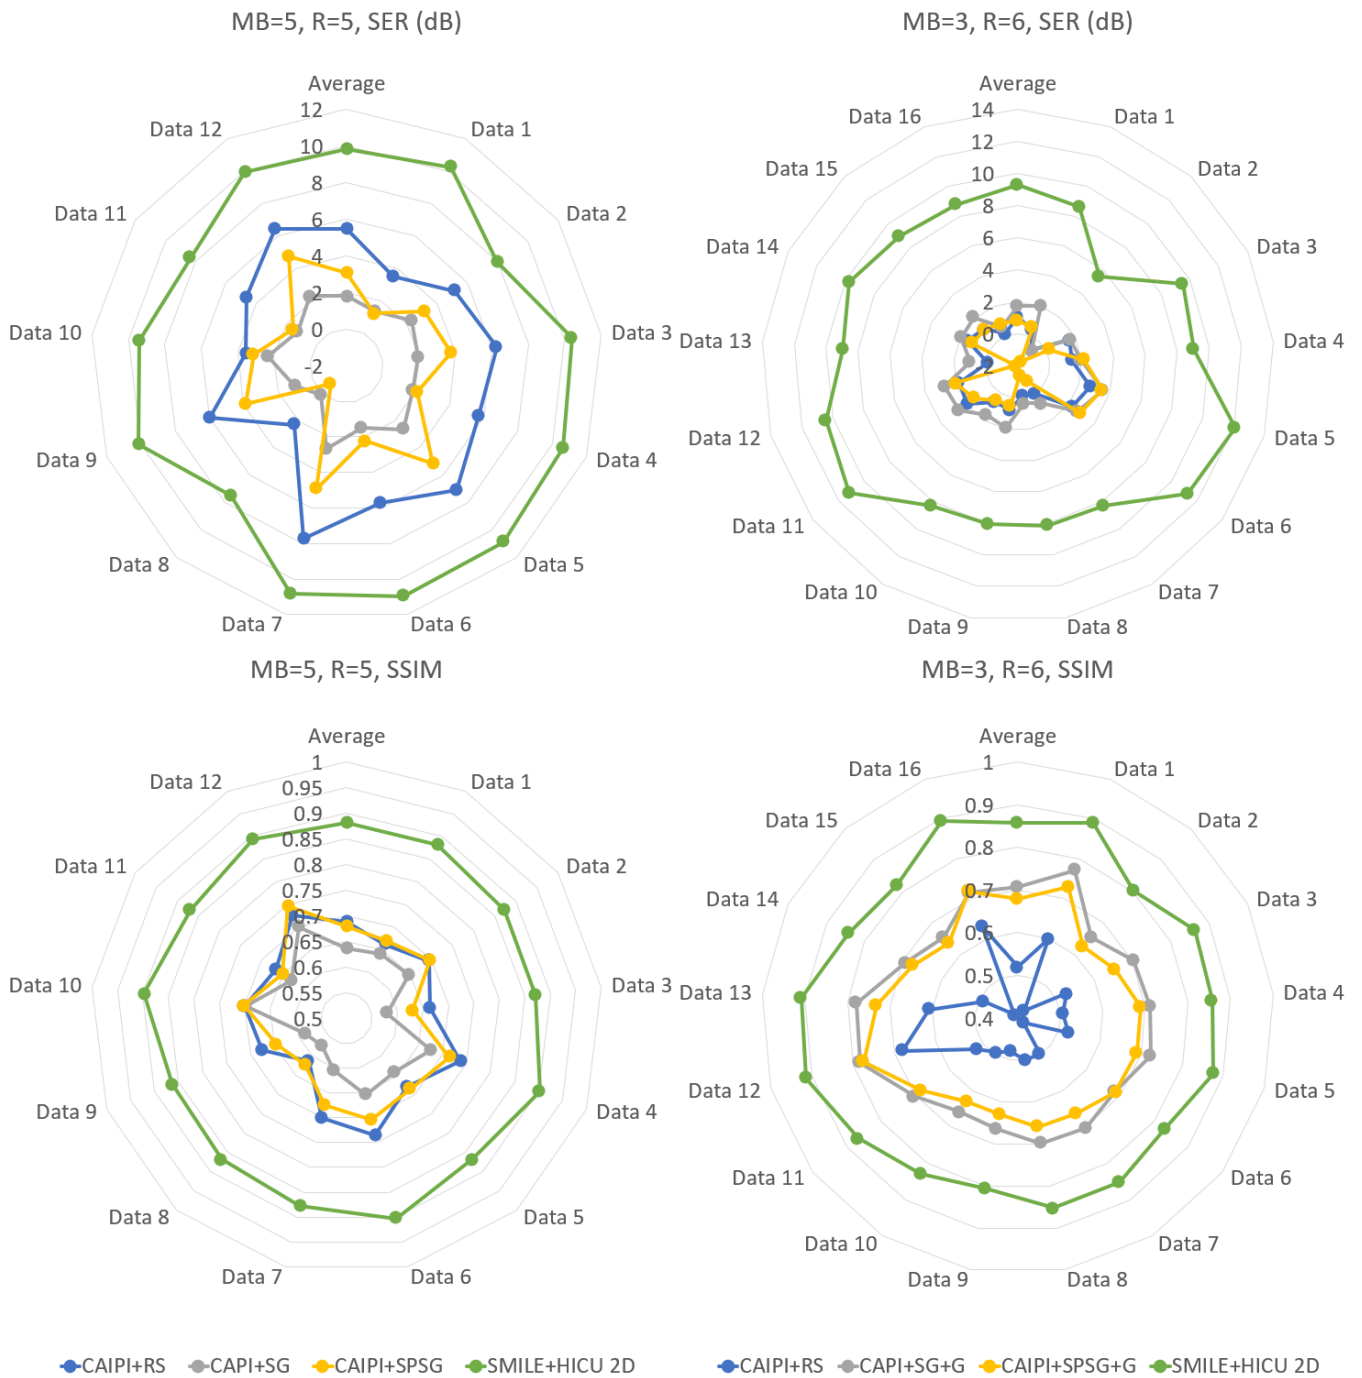 MB=5, R=5, SER (dB)
Average
Data 1
Data 2
Data 3
Data 4
Data 5
Data 6
Data 7
Data 8
Data 9
Data 10
Data 11
Data 12
12
10
8
6
4
2
0
-2
MB=3, R=6, SER (dB)
Average
Data 1
Data 2
Data 3
Data 4
Data 5
Data 6
Data 7
Data 8
Data 9
Data 10
Data 11
Data 12
Data 13
Data 14
Data 15
Data 16
14
12
10
8
6
4
2
0
-2
MB=5, R=5, SSIM
Average
Data 1
Data 2
Data 3
Data 4
Data 5
Data 6
Data 7
Data 8
Data 9
Data 10
Data 11
Data 12
1
0.95
0.9
0.85
0.8
0.75
0.7
0.65
0.6
0.55
0.5
MB=3, R=6, SSIM
Average
Data 1
Data 2
Data 3
Data 4
Data 5
Data 6
Data 7
Data 8
Data 9
Data 10
Data 11
Data 12
Data 13
Data 14
Data 15
Data 16
1
0.9
0.8
0.7
0.6
0.5
0.4
CAIPI+RS CAPI+SG CAIPI+SPSG SMILE+HICU 2D
CAIPI+RS CAPI+SG+G CAIPI+SPSG+G SMILE+HICU 2D